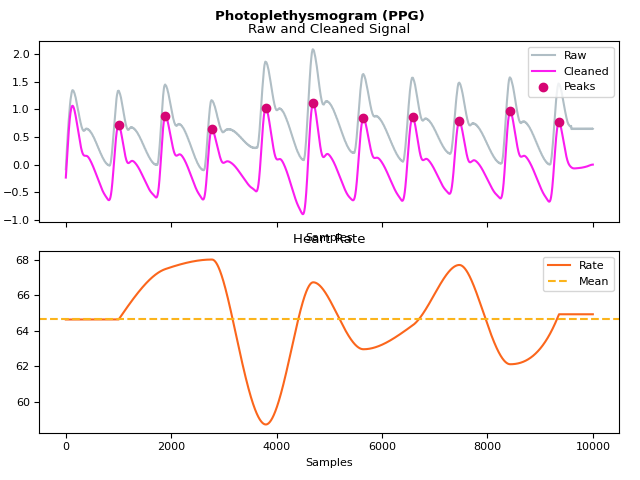 Photoplethysmogram (PPG)
Raw and Cleaned Signal
2.0
1.5
1.0
0.5
0.0
−0.5
−1.0
Raw
Cleaned
Peaks
Samples
Heart Rate
68
66
64
62
60
Rate
Mean
0
2000
4000
6000
8000
10000
Samples